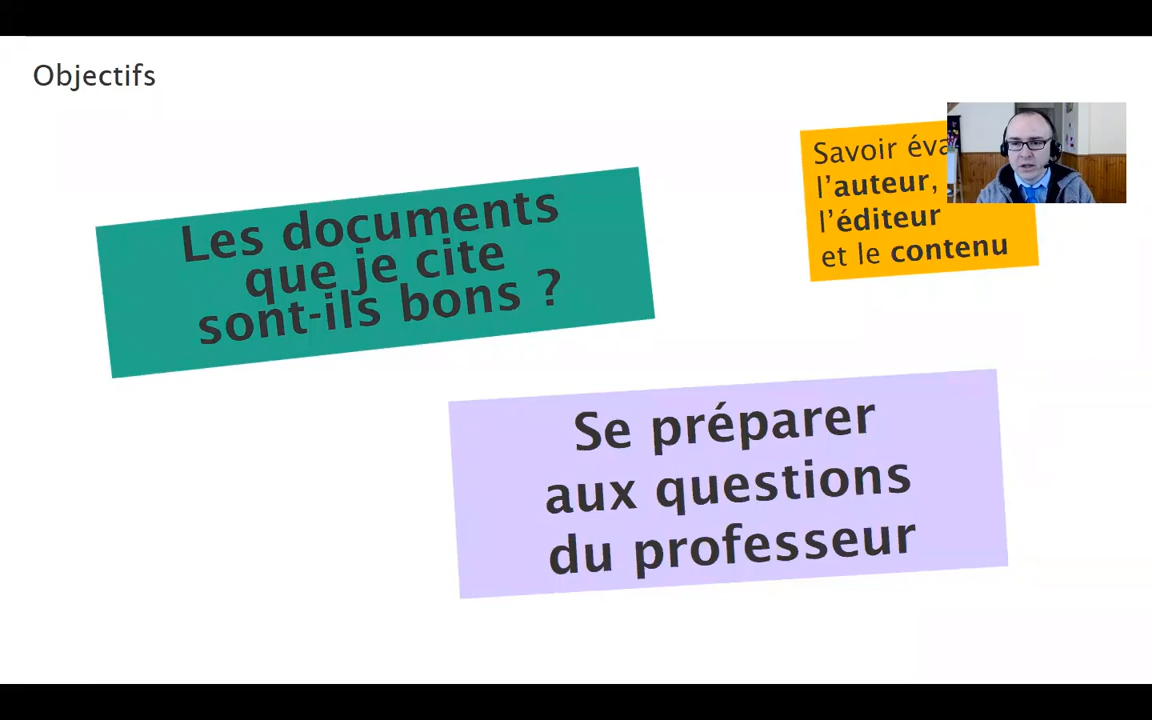 Objectifs
Les documents
que je cite
sont-ils bons ?
Savoir
l’auteur,
l’éditeur
et le contenu
Se préparer
aux questions
du professeur